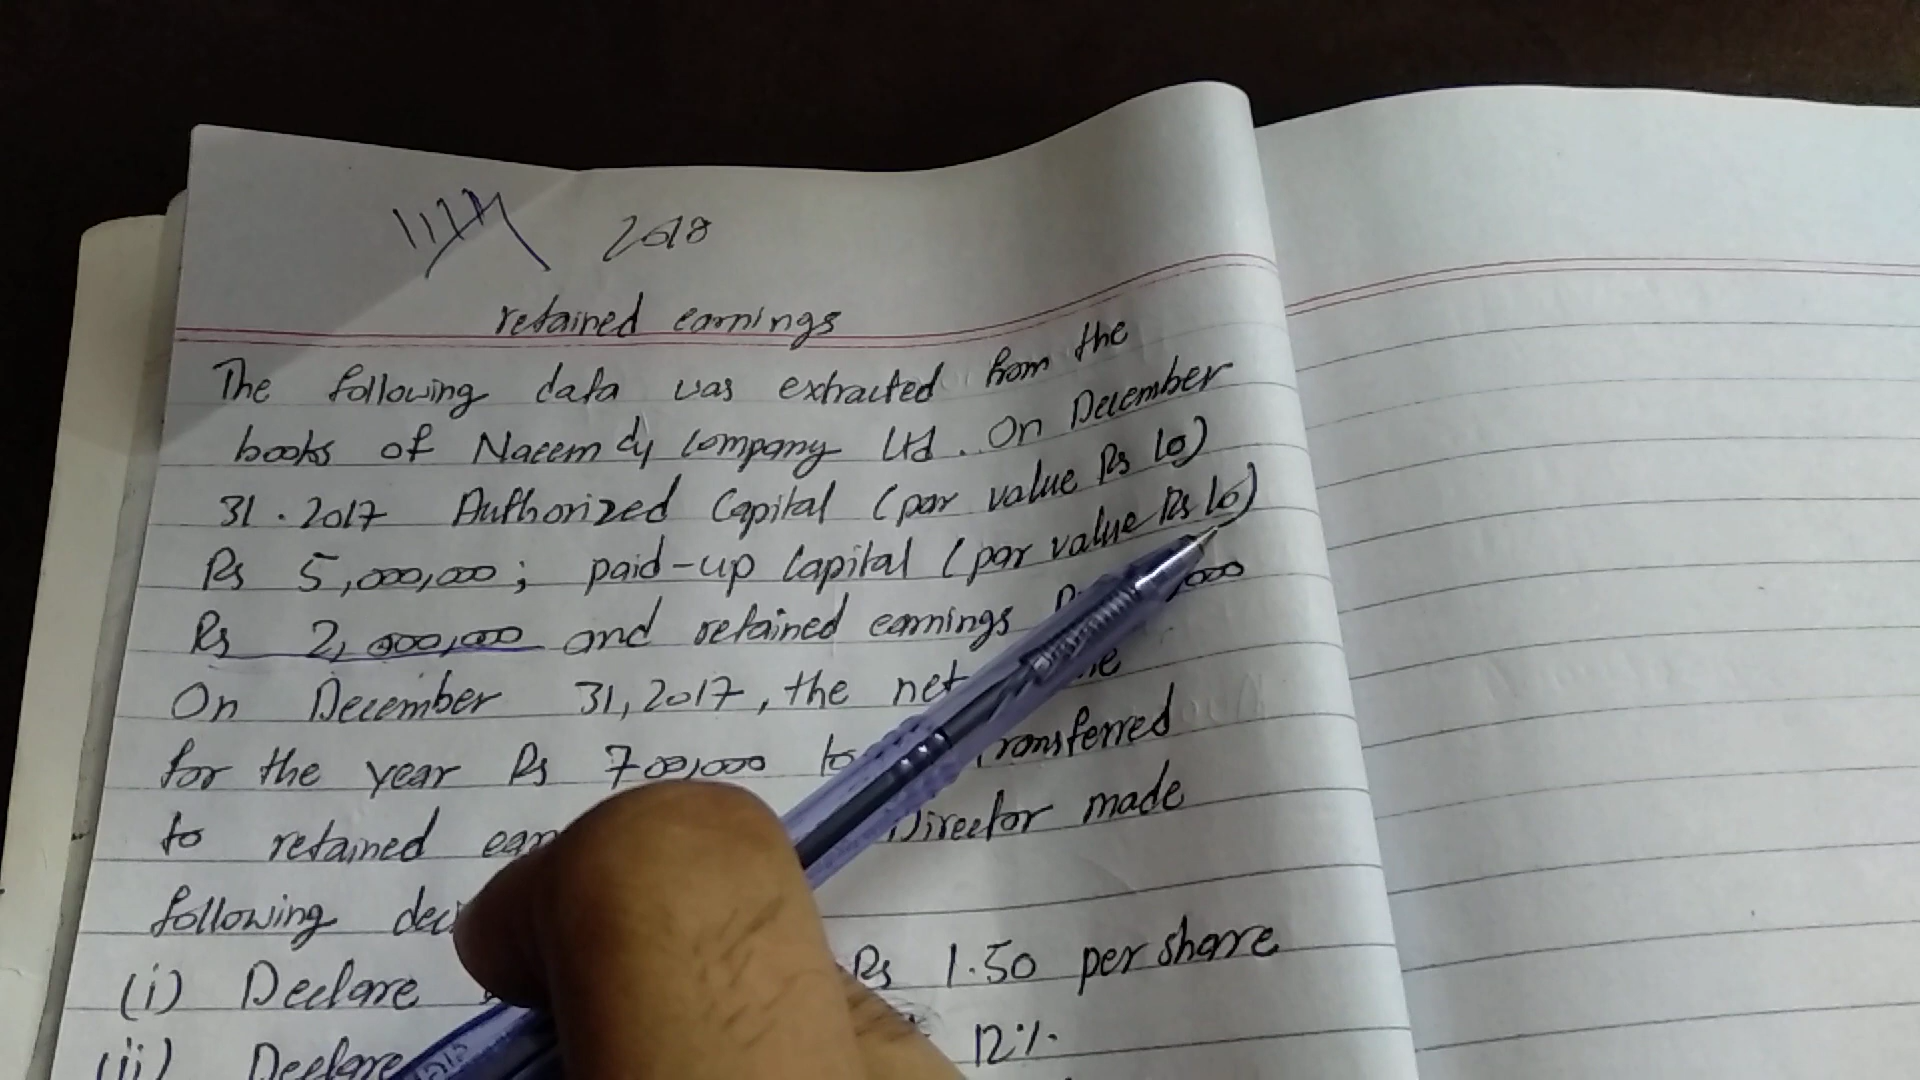 2018
retained earnings
The following data was extracted from the
books of Naeem dy Company Ltd. On December
31.2017 Authorized Capital (par value Rs 10)
Rs 5,000,000; paid-up Capital (par value Rs 10)
Rs 2,000,000 and retained earnings
On December 31, 2017, the net
for the year Rs 700,000 transferred
to retained Director made
following
(i) Declare Rs 1.50 per share
(ii) Declare 12%.